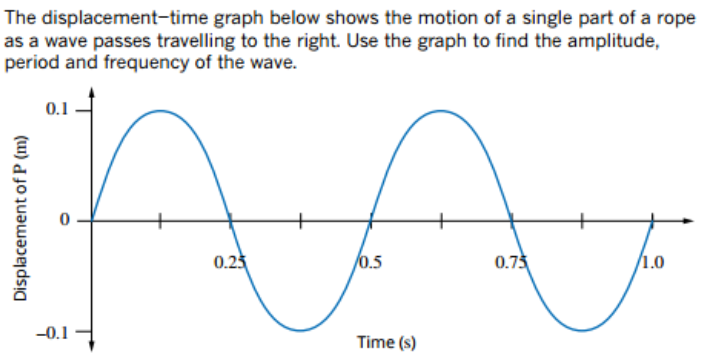 The displacement–time graph below shows the motion of a single part of a rope
as a wave passes travelling to the right. Use the graph to find the amplitude,
period and frequency of the wave.
0.1
0
–0.1
Displacement of P (m)
0.25
0.5
0.75
1.0
Time (s)